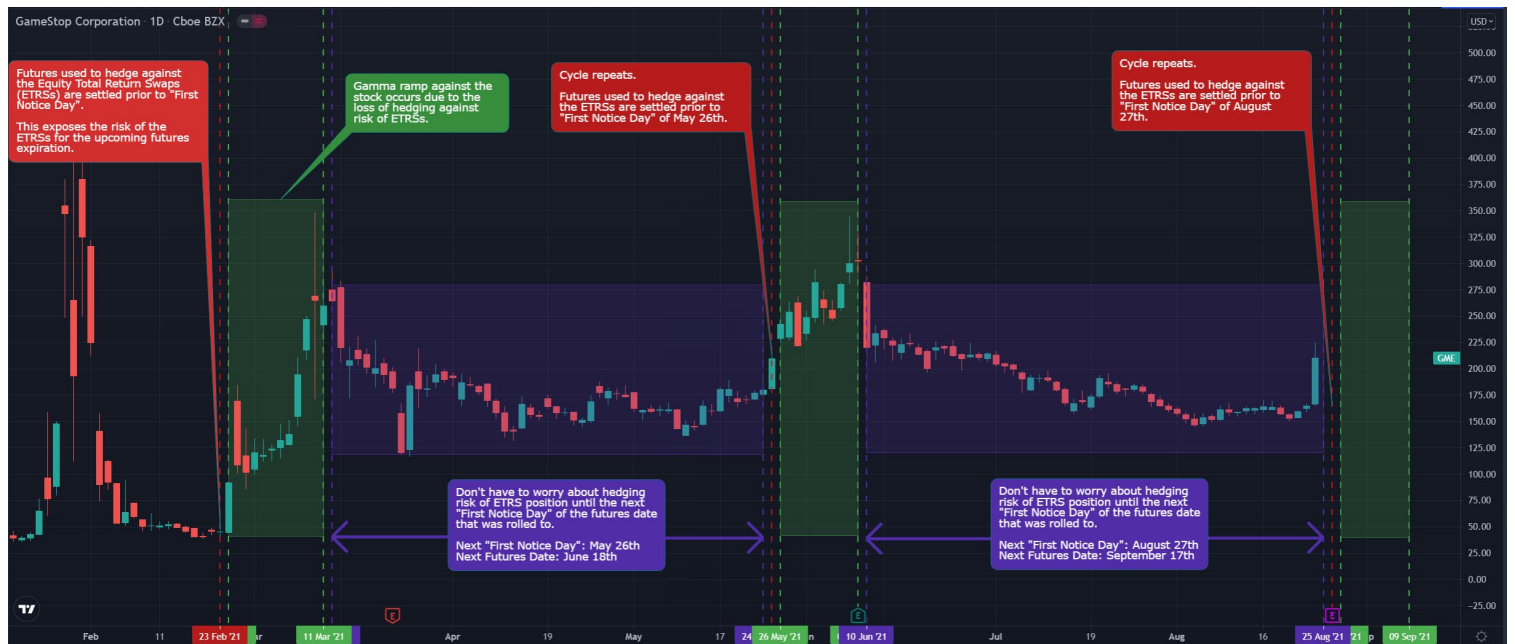 GameStop Corporation · 1D · Cboe BZX
USD
Futures used to hedge against
the Equity Total Return Swaps
(ETRSs) are settled prior to "First
Notice Day".
This exposes the risk of the
ETRSs for the upcoming futures
expiration.
Gamma ramp against the
stock occurs due to the
loss of hedging against
risk of ETRSs.
Cycle repeats.
Futures used to hedge against
the ETRSs are settled prior to
"First Notice Day" of May 26th.
Cycle repeats.
Futures used to hedge against
the ETRSs are settled prior to
"First Notice Day" of August
27th.
Don't have to worry about hedging
risk of ETRS position until the next
"First Notice Day" of the futures date
that was rolled to.
Next "First Notice Day": May 26th
Next Futures Date: June 18th
Don't have to worry about hedging
risk of ETRS position until the next
"First Notice Day" of the futures date
that was rolled to.
Next "First Notice Day": August 27th
Next Futures Date: September 17th
500.00
475.00
450.00
425.00
400.00
375.00
350.00
325.00
300.00
275.00
250.00
225.00
GME
200.00
175.00
150.00
125.00
100.00
75.00
50.00
25.00
0.00
−25.00
E
E
E
Feb
11
23 Feb '21
ar
11 Mar '21
Apr
19
May
17
24
26 May '21
n
10 Jun '21
Jul
19
Aug
16
25 Aug '21
'21
p
09 Sep '21